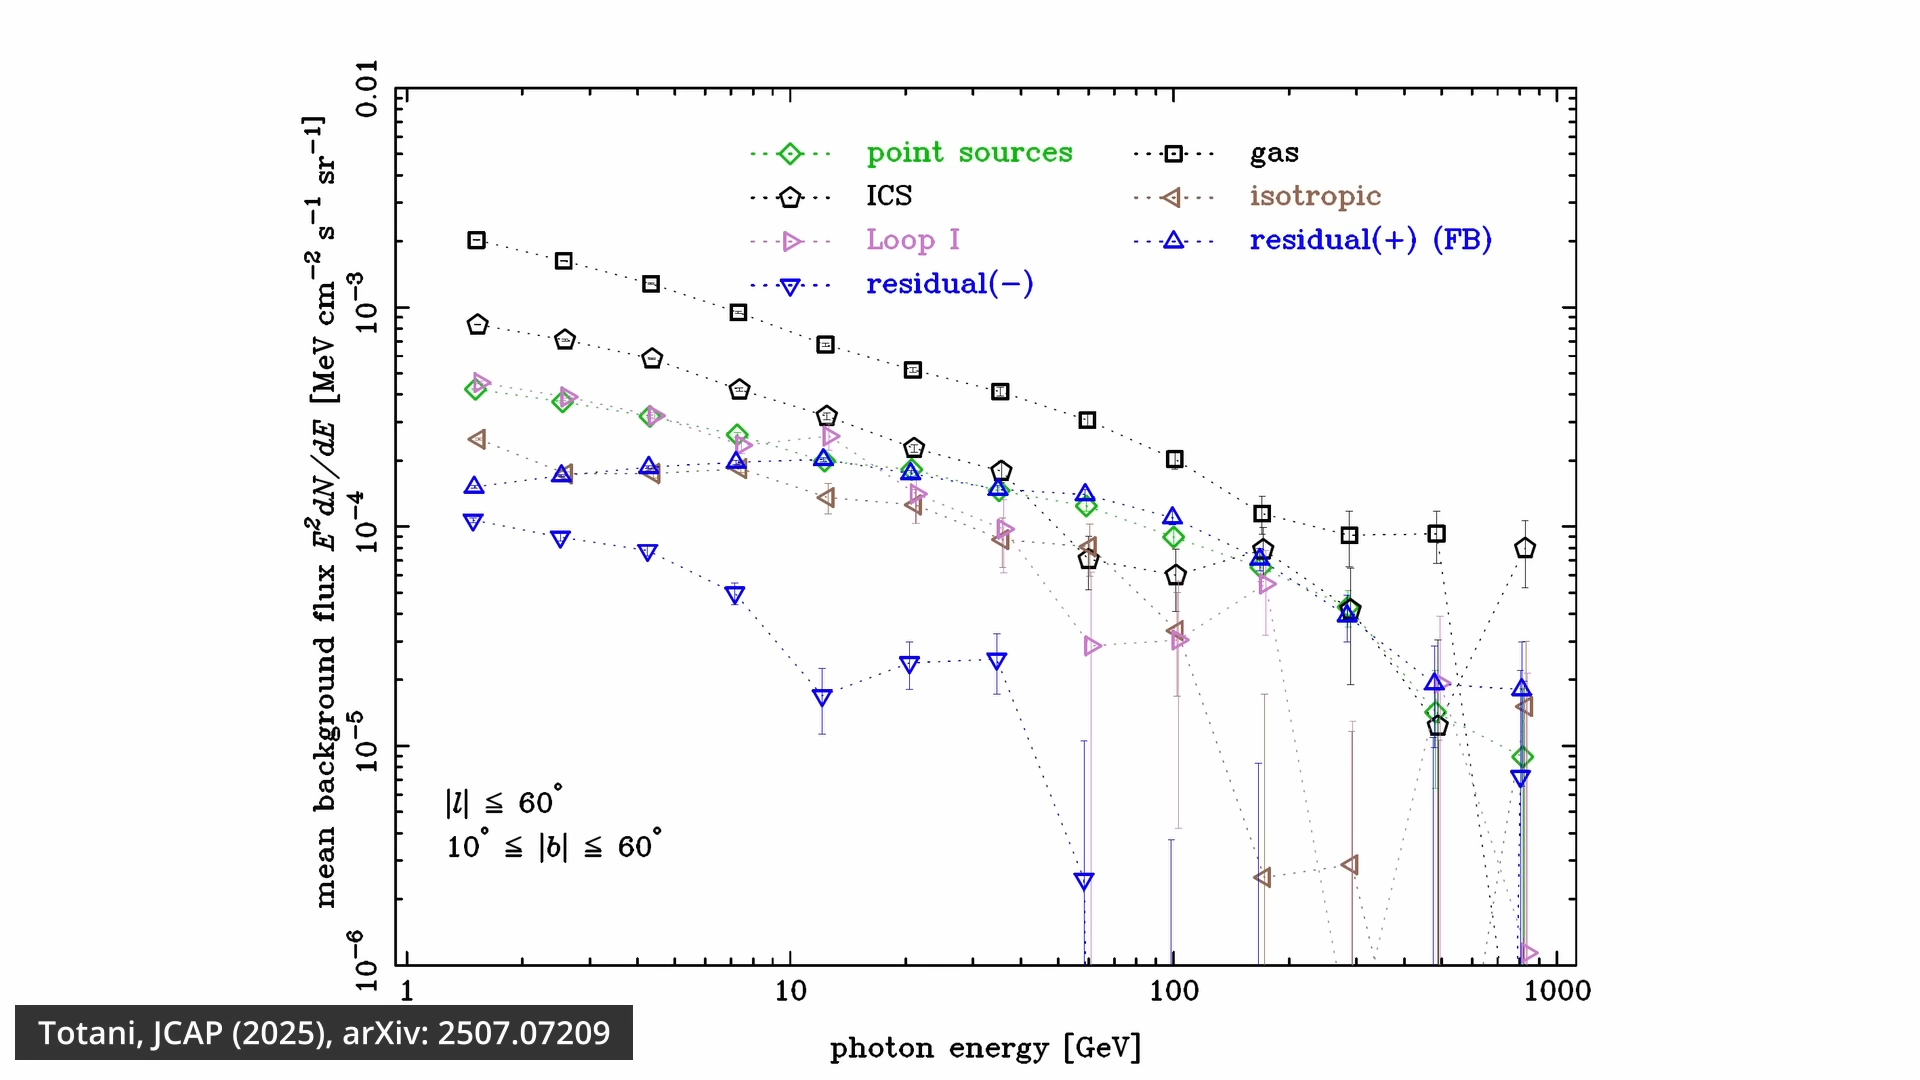 point sources
gas
ICS
isotropic
Loop I
residual(+) (FB)
residual(−)
mean background flux E²dN/dE [MeV cm⁻² s⁻¹ sr⁻¹]
0.01
10⁻³
10⁻⁴
10⁻⁵
10⁻⁶
|l| ≦ 60°
10° ≦ |b| ≦ 60°
1 10 100 1000
photon energy [GeV]
Totani, JCAP (2025), arXiv: 2507.07209